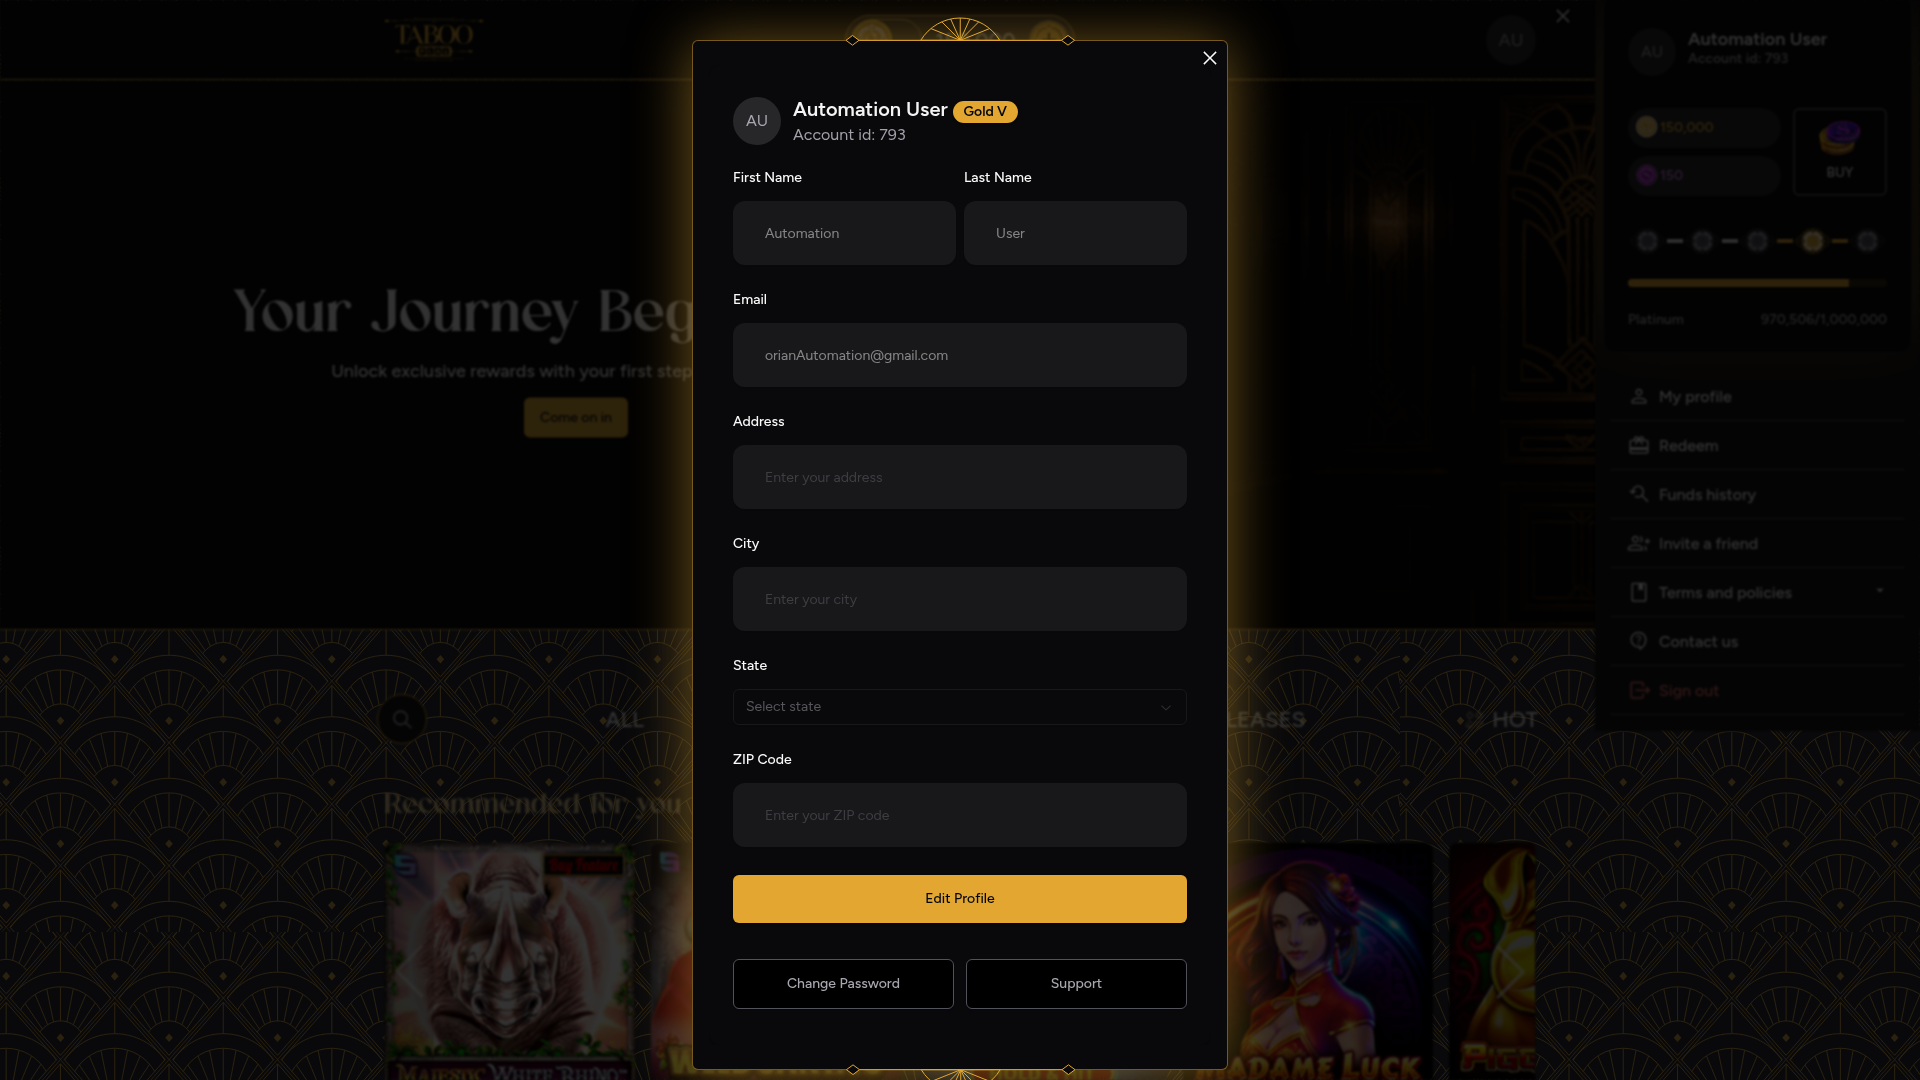 TABOO
AU
Automation User
Account id: 793
150,000
150
BUY
Platinum
970,506/1,000,000
My profile
Redeem
Funds history
Invite a friend
Terms and policies
Contact us
Sign out
Your Journey Beg
Unlock exclusive rewards with your first step
Come on in
AU
Automation User
Gold V
Account id: 793
First Name
Last Name
Automation
User
Email
orianAutomation@gmail.com
Address
Enter your address
City
Enter your city
State
Select state
ZIP Code
Enter your ZIP code
Edit Profile
Change Password
Support
ALL
LEASES
HOT
Recommended for you
Buy Feature
MAJESTIC WHITE RHINO
MADAME LUCK
PIGG
AU